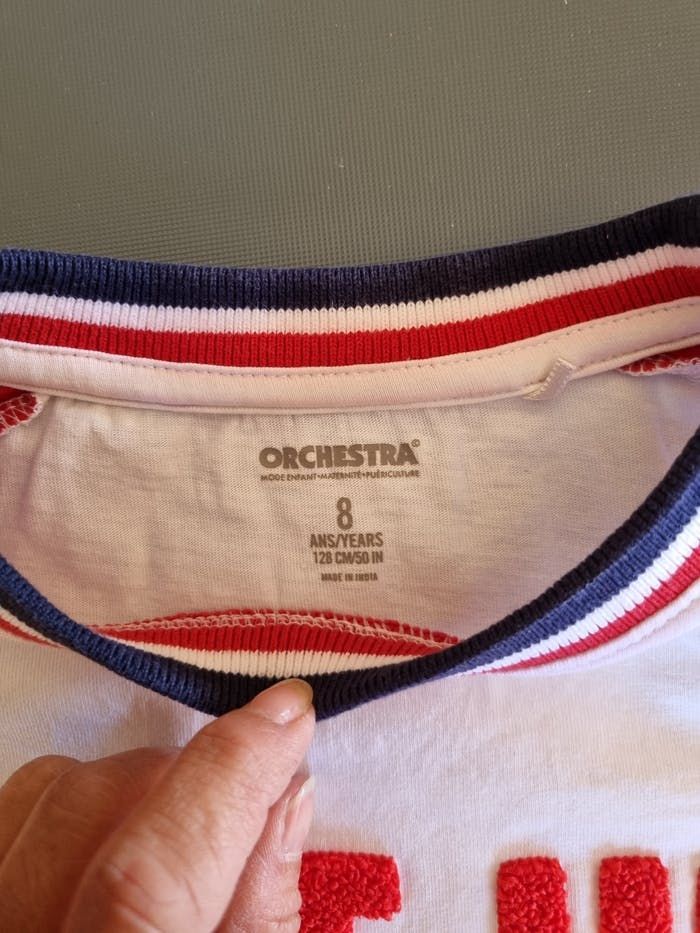 ORCHESTRA®
MODE ENFANT•MATERNITÉ•PUÉRICULTURE
8
ANS/YEARS
128 CM/50 IN
MADE IN INDIA